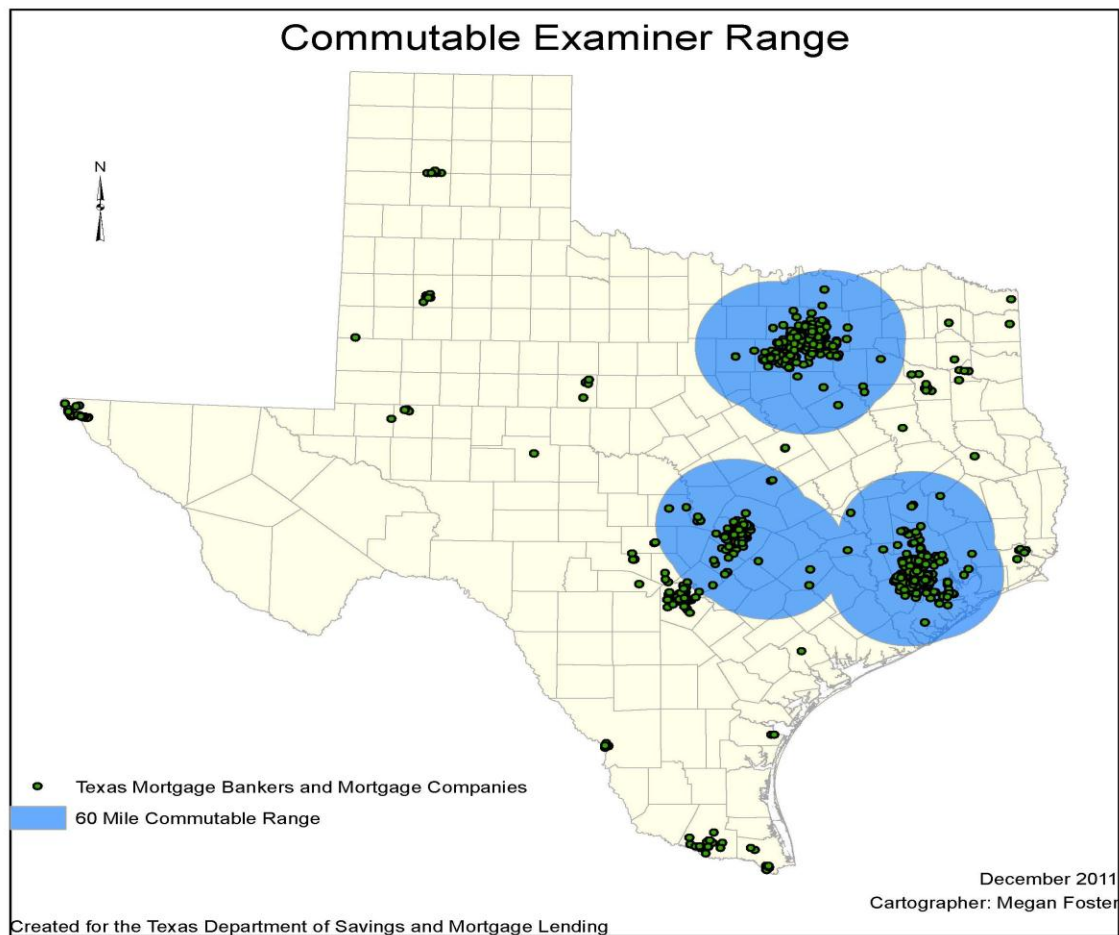 Commutable Examiner Range
N
Texas Mortgage Bankers and Mortgage Companies
60 Mile Commutable Range
December 2011
Cartographer: Megan Foster
Created for the Texas Department of Savings and Mortgage Lending